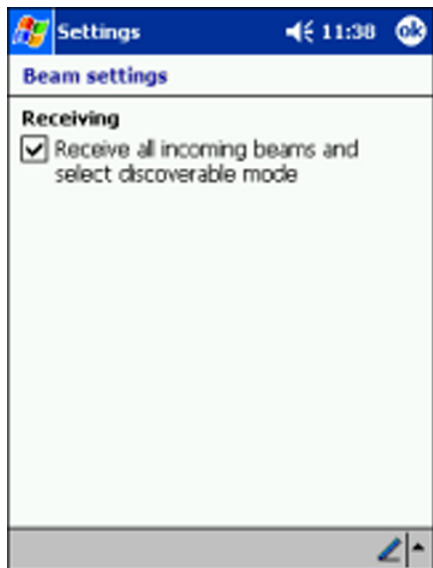 Settings 11:38 ok
Beam settings
Receiving
Receive all incoming beams and
select discoverable mode